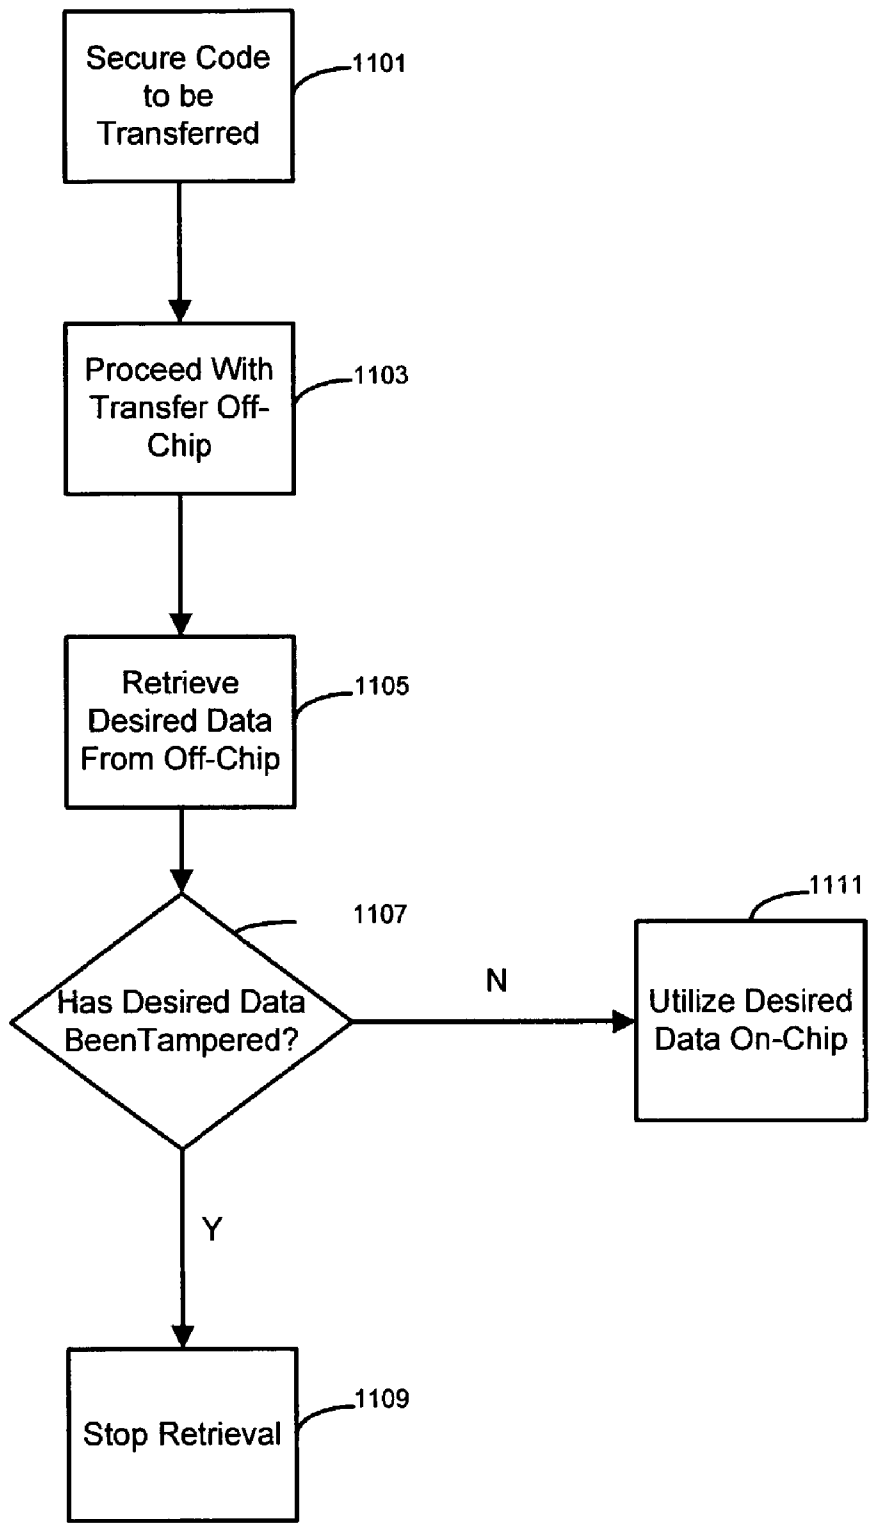 Secure Code
to be
Transferred
1101
Proceed With
Transfer Off-
Chip
1103
Retrieve
Desired Data
From Off-Chip
1105
Has Desired Data
BeenTampered?
1107
N
Utilize Desired
Data On-Chip
1111
Y
Stop Retrieval
1109